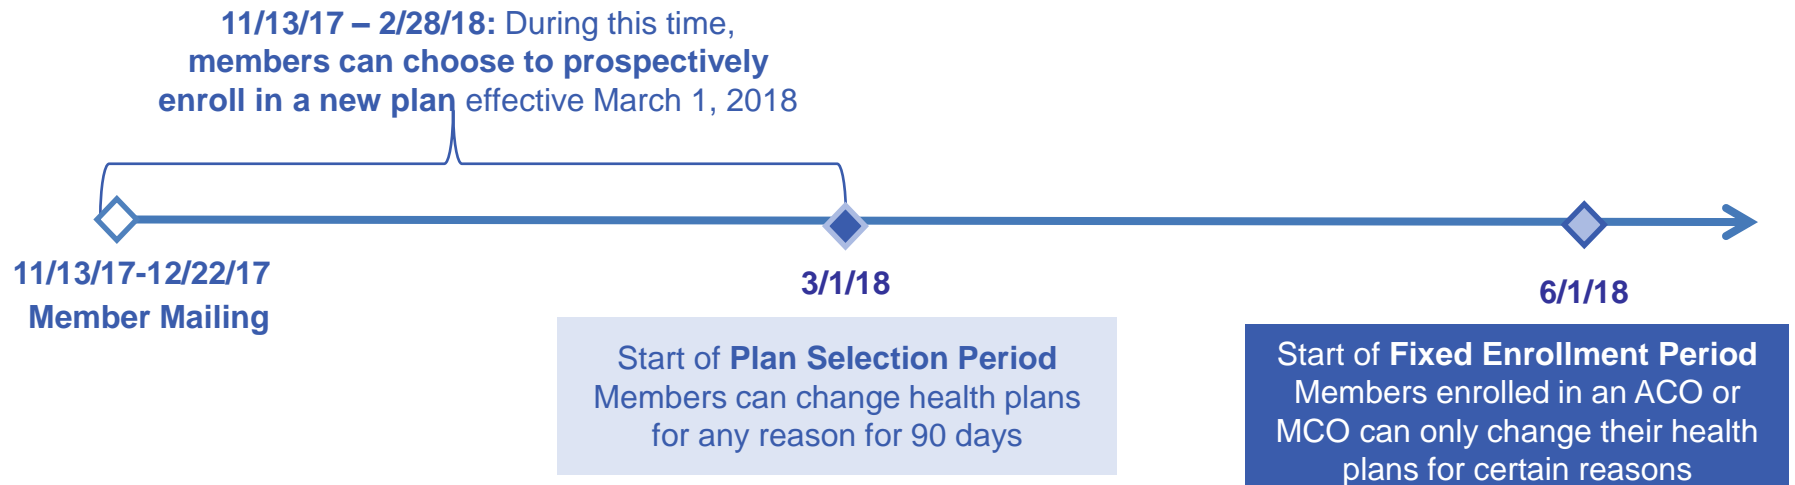 11/13/17 – 2/28/18: During this time,
members can choose to prospectively
enroll in a new plan effective March 1, 2018
11/13/17-12/22/17
Member Mailing
3/1/18
Start of Plan Selection Period
Members can change health plans
for any reason for 90 days
6/1/18
Start of Fixed Enrollment Period
Members enrolled in an ACO or
MCO can only change their health
plans for certain reasons